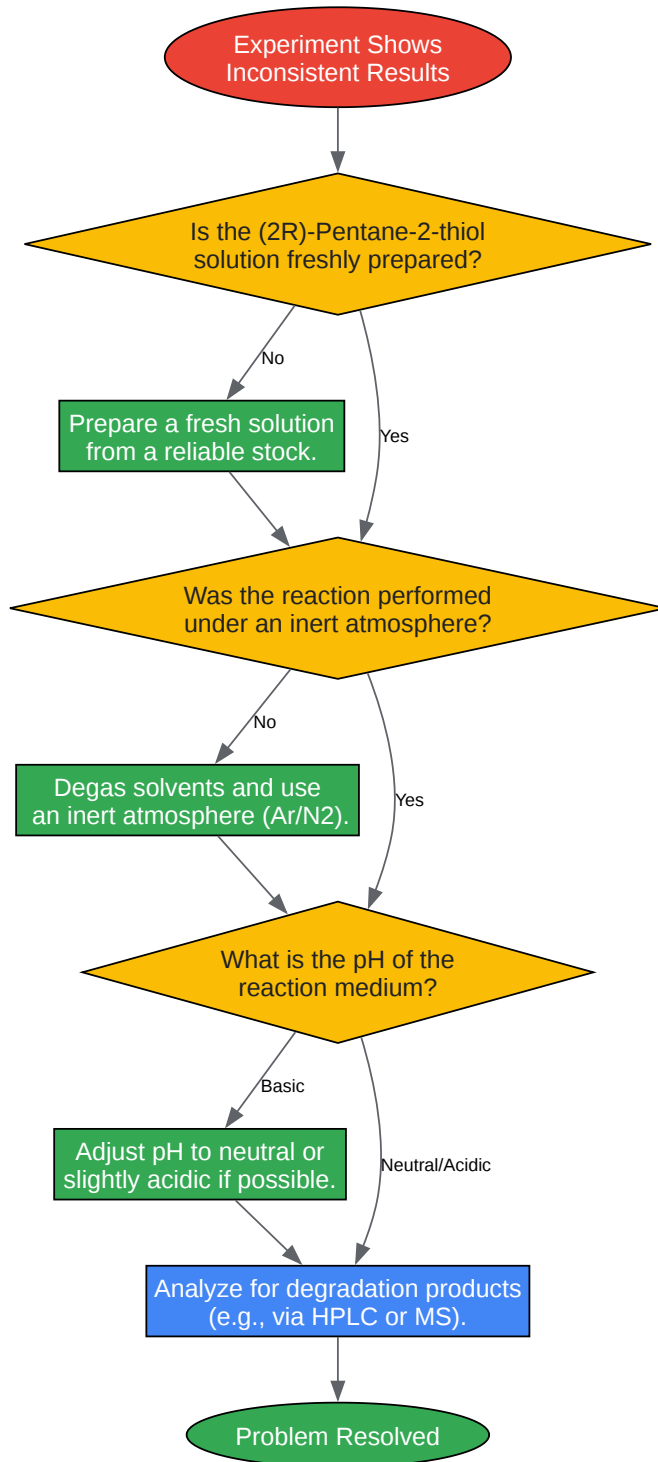 Experiment Shows
Inconsistent Results
Is the (2R)-Pentane-2-thiol
solution freshly prepared?
No
Prepare a fresh solution
from a reliable stock.
Yes
Was the reaction performed
under an inert atmosphere?
No
Degas solvents and use
an inert atmosphere (Ar/N2).
Yes
What is the pH of the
reaction medium?
Basic
Adjust pH to neutral or
slightly acidic if possible.
Neutral/Acidic
Analyze for degradation products
(e.g., via HPLC or MS).
Problem Resolved